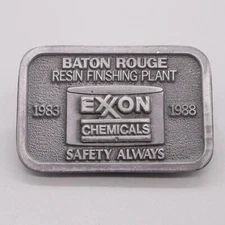 BATON ROUGE
RESIN FINISHING PLANT
1983 EXXON 1988
CHEMICALS
SAFETY ALWAYS